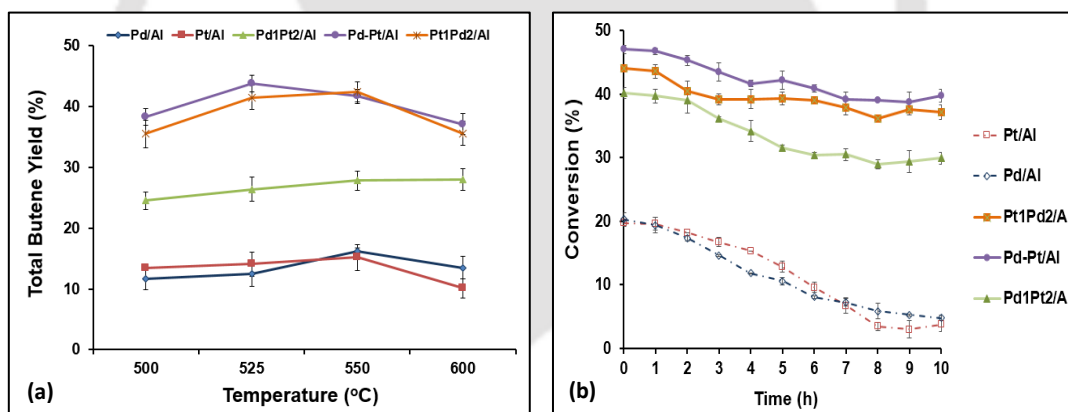 Pd/Al Pt/Al Pd1Pt2/Al Pd-Pt/Al Pt1Pd2/Al
50
40
30
20
10
0
Total Butene Yield (%)
500 525 550 600
Temperature (oC)
(a)
50
40
30
20
10
0
Conversion (%)
0 1 2 3 4 5 6 7 8 9 10
Time (h)
(b)
Pt/Al
Pd/Al
Pt1Pd2/A
Pd-Pt/Al
Pd1Pt2/A